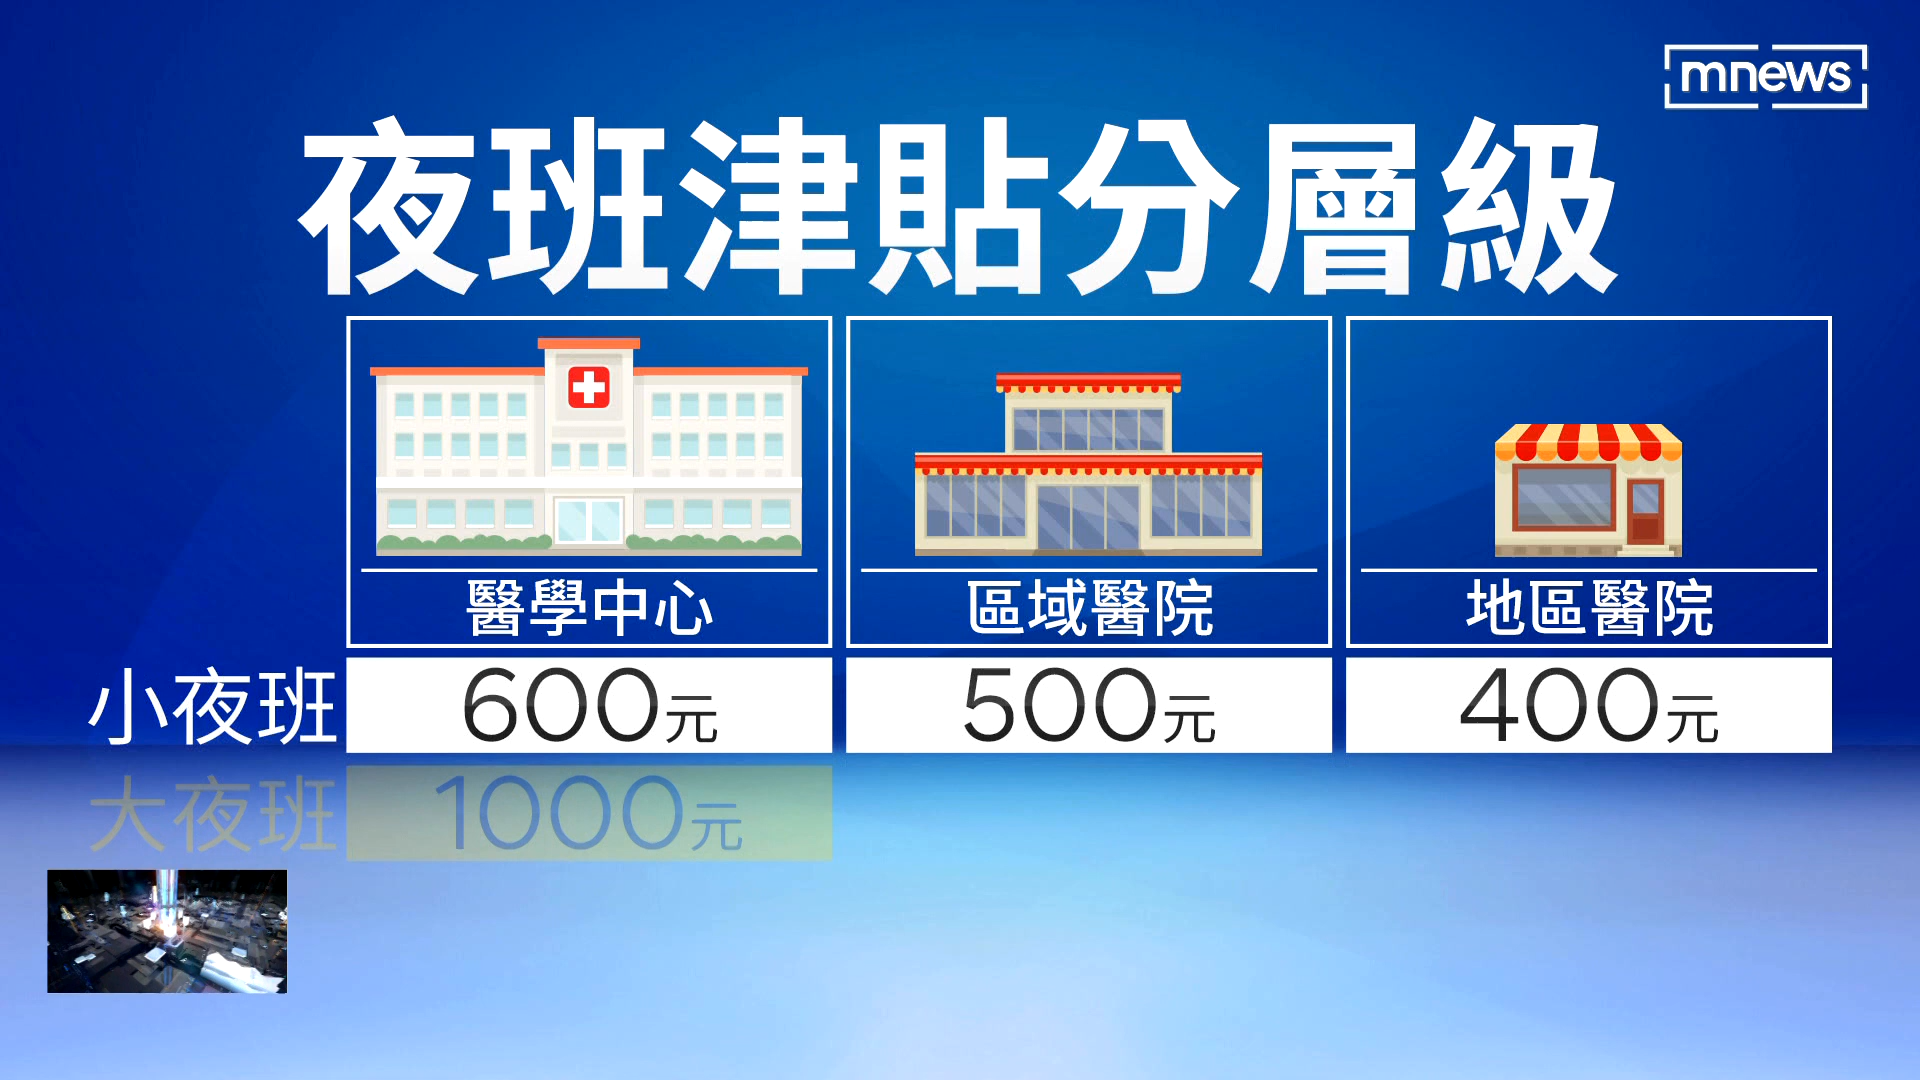 mnews
夜班津貼分層級
醫學中心 區域醫院 地區醫院
小夜班 600元 500元 400元
大夜班 1000元